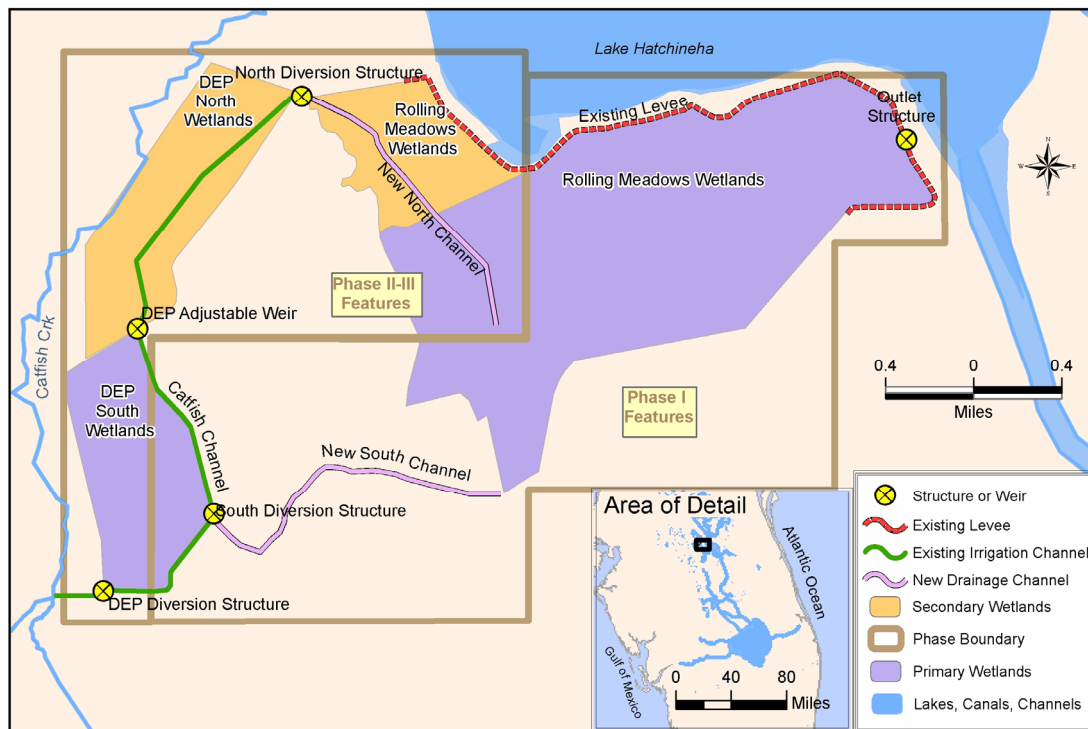 Lake Hatchineha
North Diversion Structure
DEP
North
Wetlands
Rolling
Meadows
Wetlands
Existing Levee
Outlet
Structure
Rolling Meadows Wetlands
N
W
E
S
New North Channel
Phase II-III
Features
DEP Adjustable Weir
Catfish Crk
DEP
South
Wetlands
Catfish Channel
Phase I
Features
0.4
0
0.4
Miles
New South Channel
South Diversion Structure
DEP Diversion Structure
Area of Detail
Atlantic Ocean
Gulf of Mexico
0
40
80
Miles
Structure or Weir
Existing Levee
Existing Irrigation Channel
New Drainage Channel
Secondary Wetlands
Phase Boundary
Primary Wetlands
Lakes, Canals, Channels